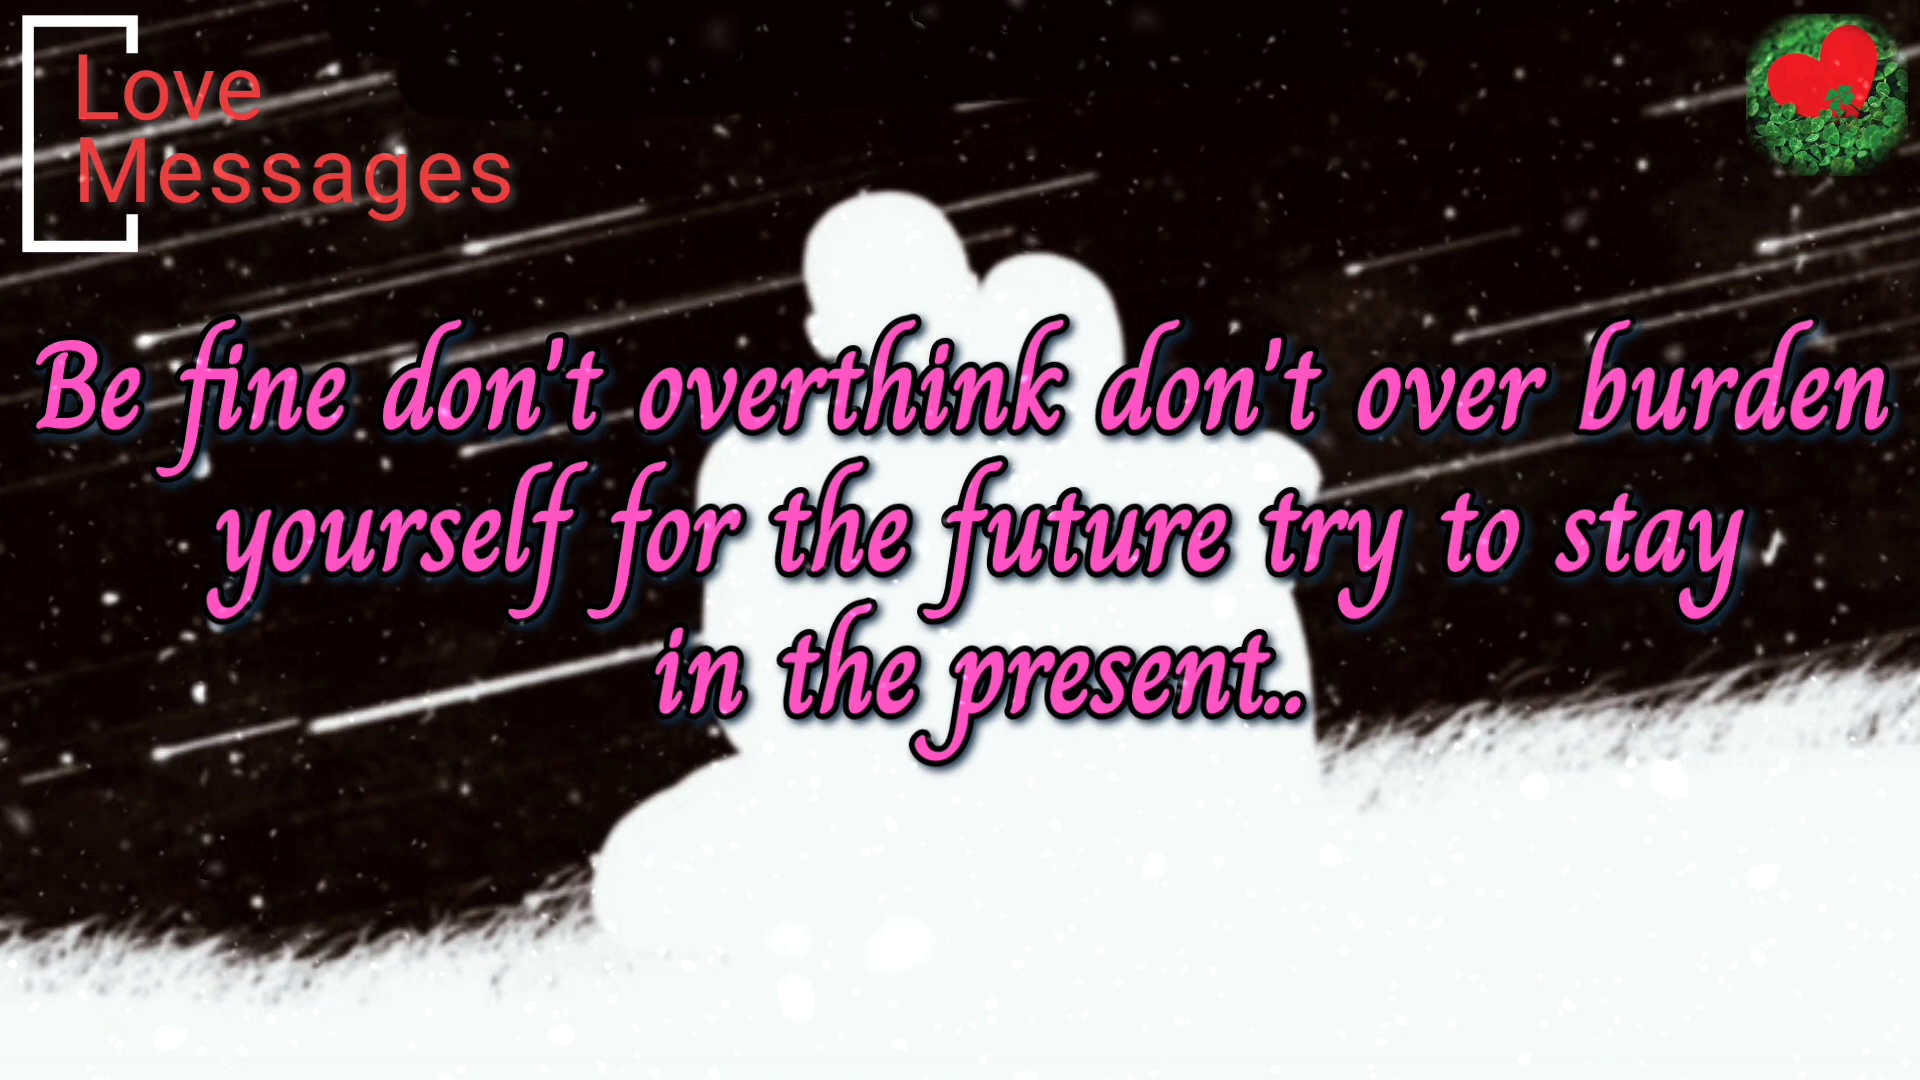 Love
Messages
Be fine don't overthink don't over burden
yourself for the future try to stay
in the present..